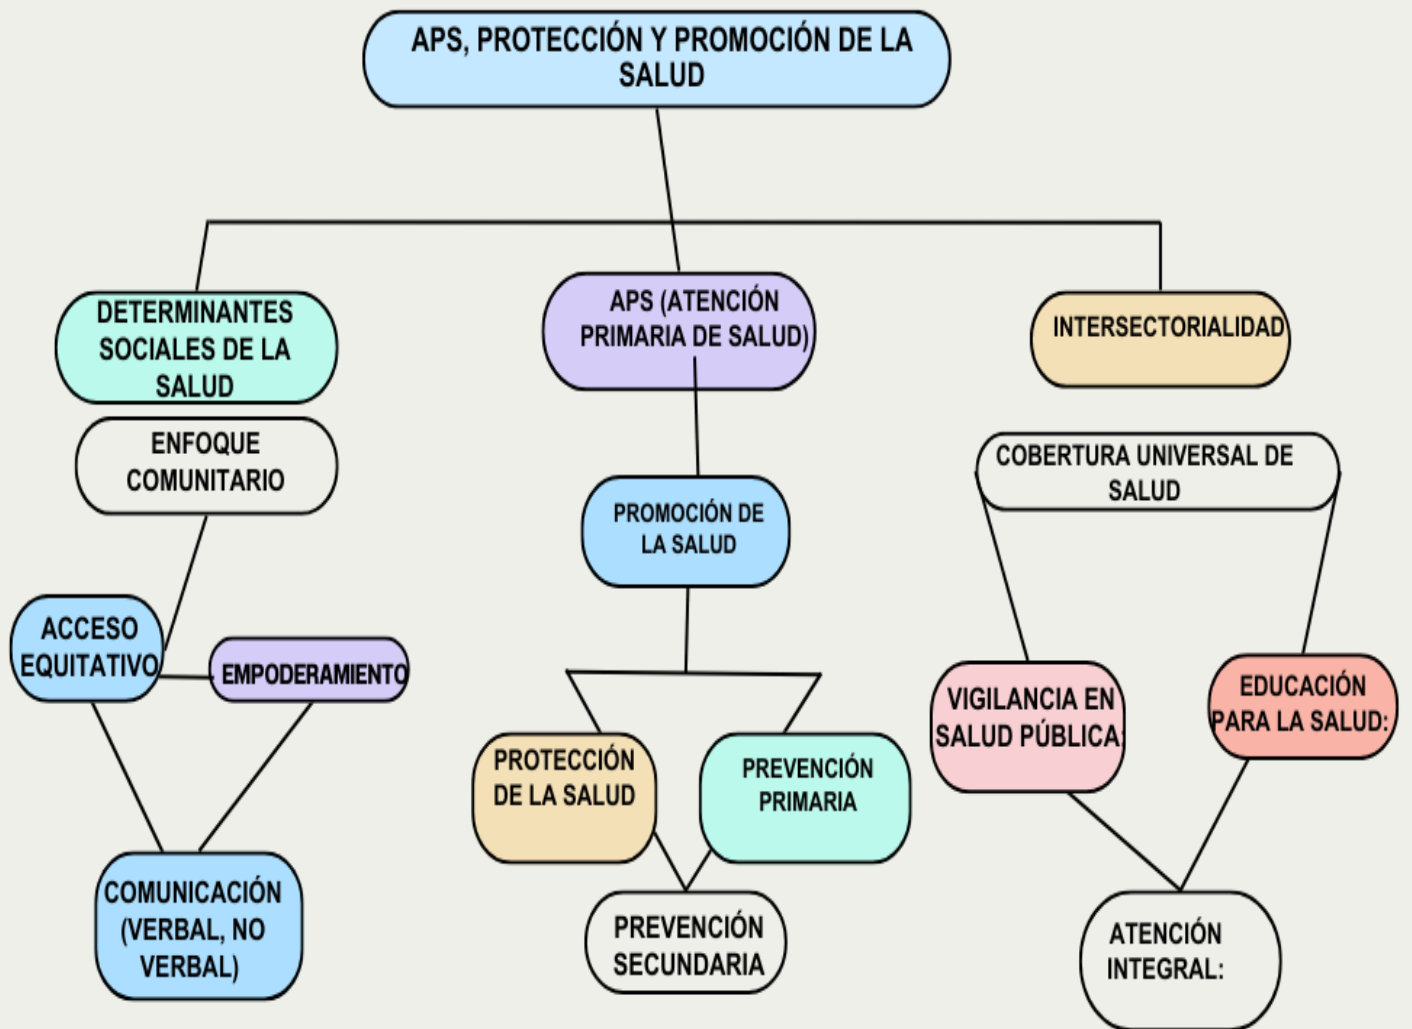 APS, PROTECCIÓN Y PROMOCIÓN DE LA
SALUD
DETERMINANTES
SOCIALES DE LA
SALUD
APS (ATENCIÓN
PRIMARIA DE SALUD)
INTERSECTORIALIDAD
ENFOQUE
COMUNITARIO
COBERTURA UNIVERSAL DE
SALUD
PROMOCIÓN DE
LA SALUD
ACCESO
EQUITATIVO
EMPODERAMIENTO
VIGILANCIA EN
SALUD PÚBLICA:
EDUCACIÓN
PARA LA SALUD:
PROTECCIÓN
DE LA SALUD
PREVENCIÓN
PRIMARIA
COMUNICACIÓN
(VERBAL, NO
VERBAL)
PREVENCIÓN
SECUNDARIA
ATENCIÓN
INTEGRAL: